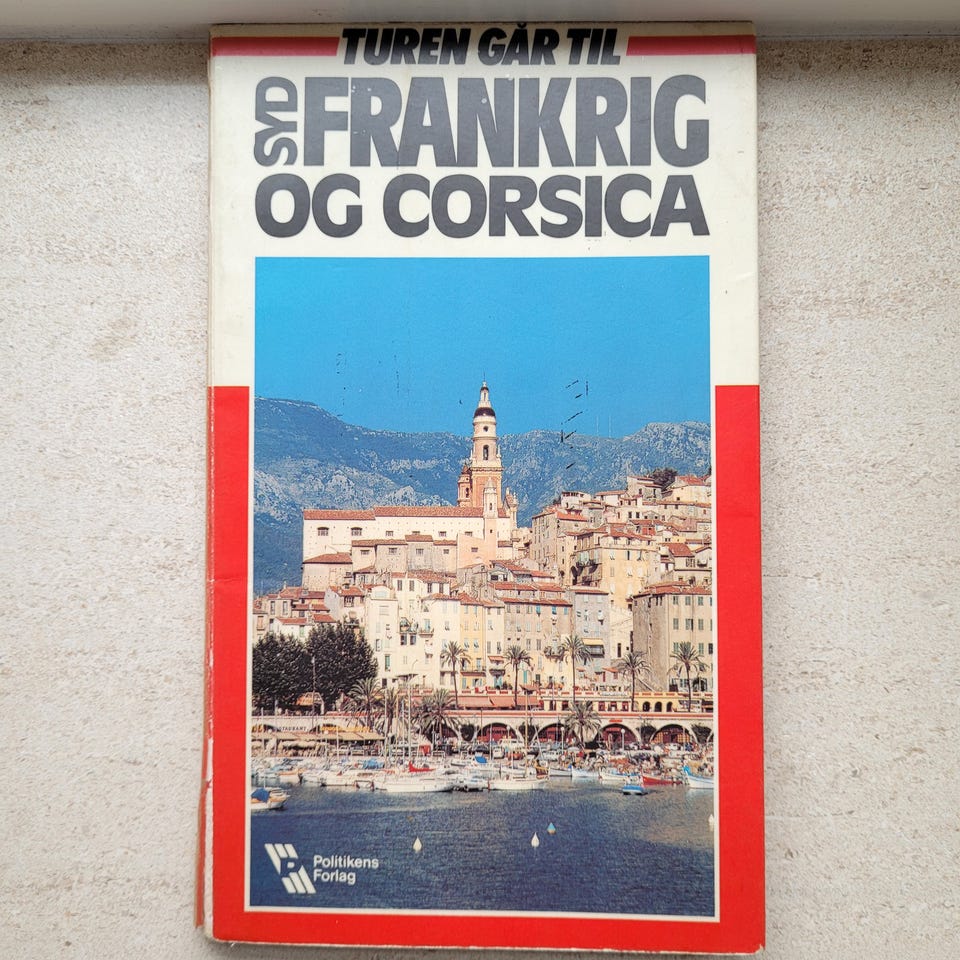 TUREN GÅR TIL
SYD FRANKRIG
OG CORSICA
Politikens
Forlag